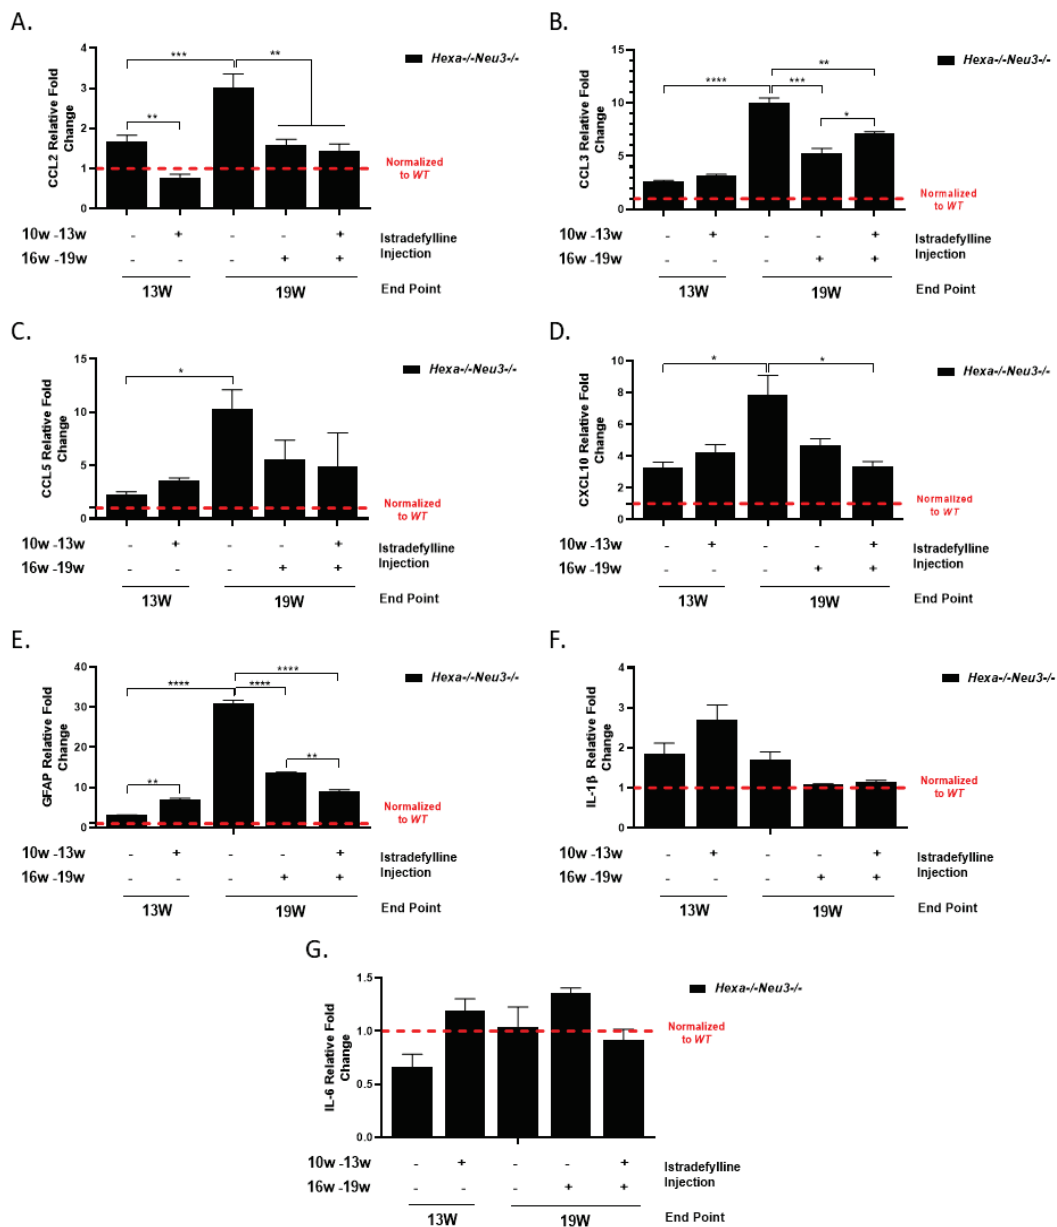 A.
CCL2 Relative Fold
Change
4
3
2
1
0
***
**
**
Hexa-/-Neu3-/-
Normalized
to WT
10w -13w - + - - +
16w -19w - - - + +
Istradefylline
Injection
13W 19W End Point
B.
CCL3 Relative Fold
Change
15
10
5
0
****
***
**
*
Hexa-/-Neu3-/-
Normalized
to WT
10w -13w - + - - +
16w -19w - - - + +
Istradefylline
Injection
13W 19W End Point
C.
CCL5 Relative Fold
Change
15
10
5
0
*
Hexa-/-Neu3-/-
Normalized
to WT
10w -13w - + - - +
16w -19w - - - + +
Istradefylline
Injection
13W 19W End Point
D.
CXCL10 Relative Fold
Change
10
8
6
4
2
0
*
*
Hexa-/-Neu3-/-
Normalized
to WT
10w -13w - + - - +
16w -19w - - - + +
Istradefylline
Injection
13W 19W End Point
E.
GFAP Relative Fold
Change
40
30
20
10
0
****
****
****
**
**
Hexa-/-Neu3-/-
Normalized
to WT
10w -13w - + - - +
16w -19w - - - + +
Istradefylline
Injection
13W 19W End Point
F.
IL-1β Relative Fold
Change
4
3
2
1
0
Hexa-/-Neu3-/-
Normalized
to WT
10w -13w - + - - +
16w -19w - - - + +
Istradefylline
Injection
13W 19W End Point
G.
IL-6 Relative Fold
Change
1.5
1.0
0.5
0.0
Hexa-/-Neu3-/-
Normalized
to WT
10w -13w - + - - +
16w -19w - - - + +
Istradefylline
Injection
13W 19W End Point